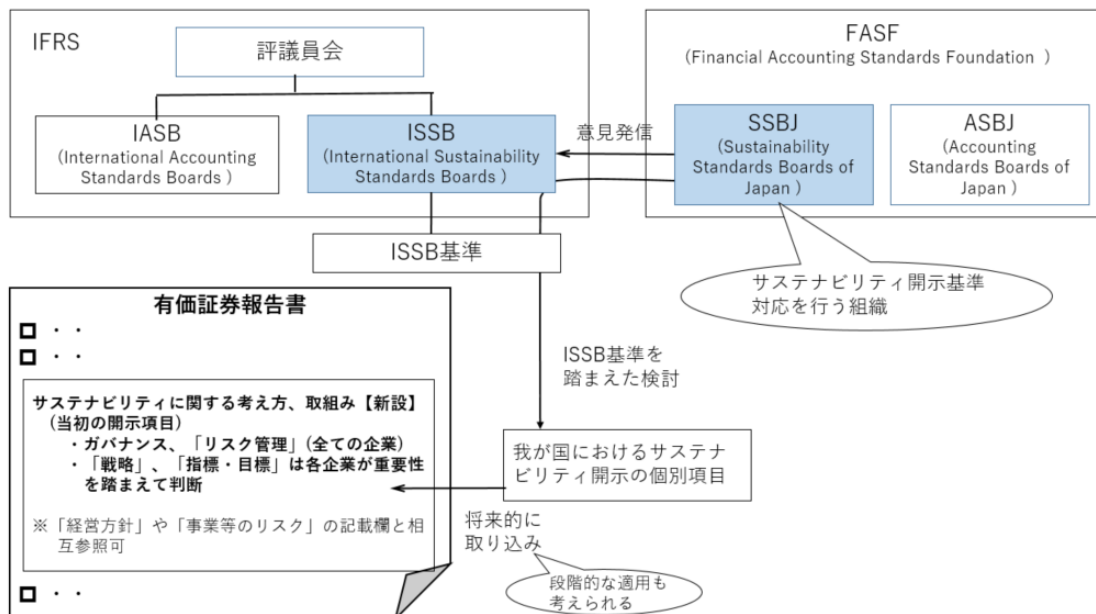 IFRS
評議員会
IASB
(International Accounting
Standards Boards )
ISSB
(International Sustainability
Standards Boards )
ISSB基準
FASF
(Financial Accounting Standards Foundation )
意見発信
SSBJ
(Sustainability
Standards Boards of
Japan )
ASBJ
(Accounting
Standards Boards of
Japan )
サステナビリティ開示基準
対応を行う組織
ISSB基準を
踏まえた検討
我が国におけるサステナ
ビリティ開示の個別項目
将来的に
取り込み
段階的な適用も
考えられる
有価証券報告書
・・
・・
サステナビリティに関する考え方、取組み【新設】
(当初の開示項目)
・ガバナンス、「リスク管理」(全ての企業)
・「戦略」、「指標・目標」は各企業が重要性
を踏まえて判断
※「経営方針」や「事業等のリスク」の記載欄と相
互参照可
・・